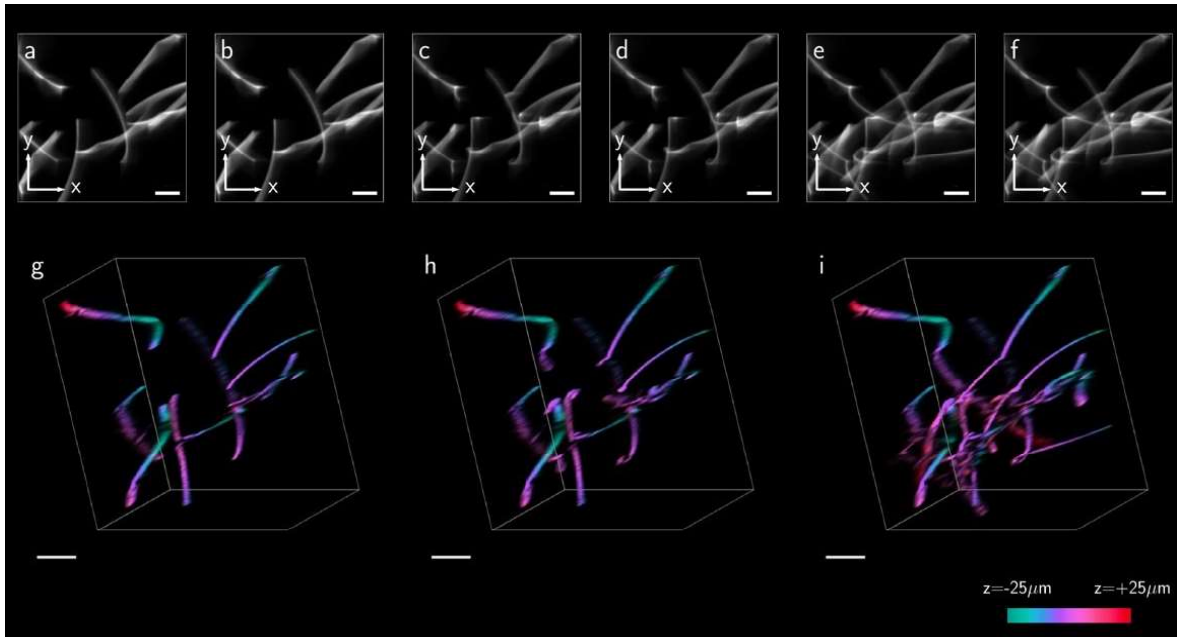 a b c d e f
y y y y y y
x x x x x x
g h i
z=-25μm z=+25μm